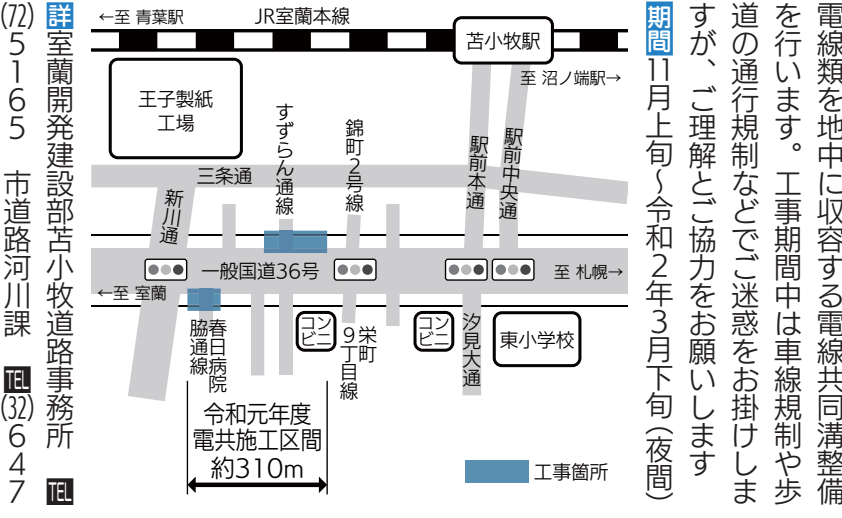 電線類を地中に収容する電線共同溝整備
を行います。工事期間中は車線規制や歩
道の通行規制などでご迷惑をお掛けしま
すが、ご理解とご協力をお願いします
期間 11月上旬～令和2年3月下旬(夜間)
←至 青葉駅
JR室蘭本線
苫小牧駅
至 沼ノ端駅→
王子製紙
工場
すずらん通線
錦町2号線
駅前本通
駅前中央通
三条通
新川通
一般国道36号
至 札幌→
←至 室蘭
春日病院
脇通線
コン
ビニ
栄町
9丁目線
コン
ビニ
汐見大通
東小学校
令和元年度
電共施工区間
約310m
工事箇所
詳 室蘭開発建設部苫小牧道路事務所 TEL
(72)5165 市道路河川課 TEL(32)647